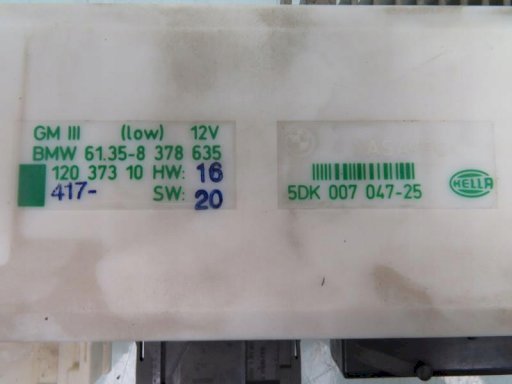 GM III (low) 12V
BMW 61.35-8 378 635
120 373 10 HW: 16
417- SW: 20
5DK 007 047-25
HELLA